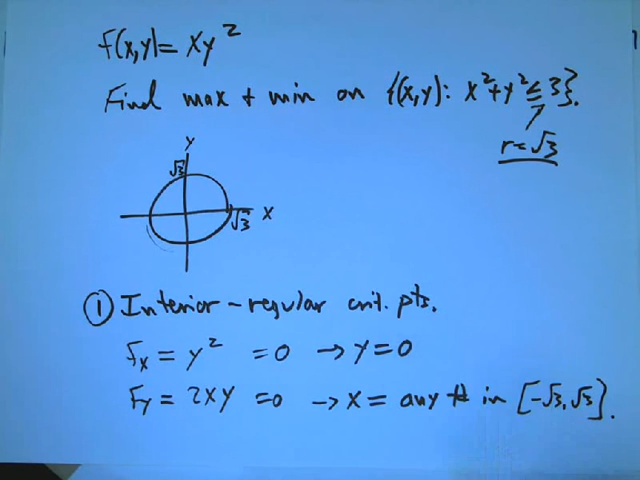 f(x,y) = xy²
Find max + min on {(x,y): x²+y² ≤ 3}.
r=√3
y
√3
x
√3
① Interior – regular crit. pts.
fx = y² = 0 → y = 0
fy = 2xy = 0 → x = any # in [-√3, √3].